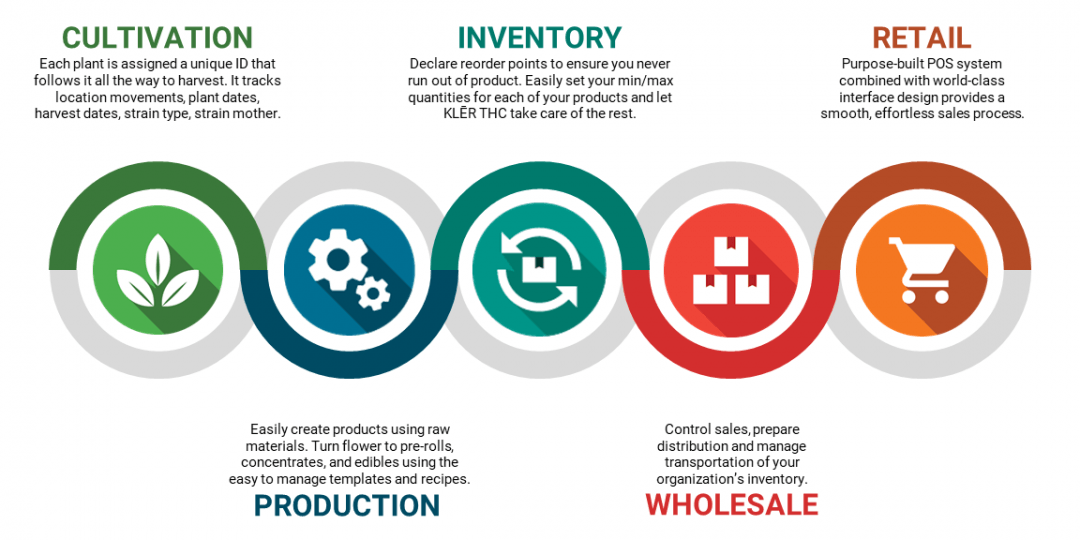 CULTIVATION
Each plant is assigned a unique ID that
follows it all the way to harvest. It tracks
location movements, plant dates,
harvest dates, strain type, strain mother.
INVENTORY
Declare reorder points to ensure you never
run out of product. Easily set your min/max
quantities for each of your products and let
KLĒR THC take care of the rest.
RETAIL
Purpose-built POS system
combined with world-class
interface design provides a
smooth, effortless sales process.
Easily create products using raw
materials. Turn flower to pre-rolls,
concentrates, and edibles using the
easy to manage templates and recipes.
PRODUCTION
Control sales, prepare
distribution and manage
transportation of your
organization’s inventory.
WHOLESALE